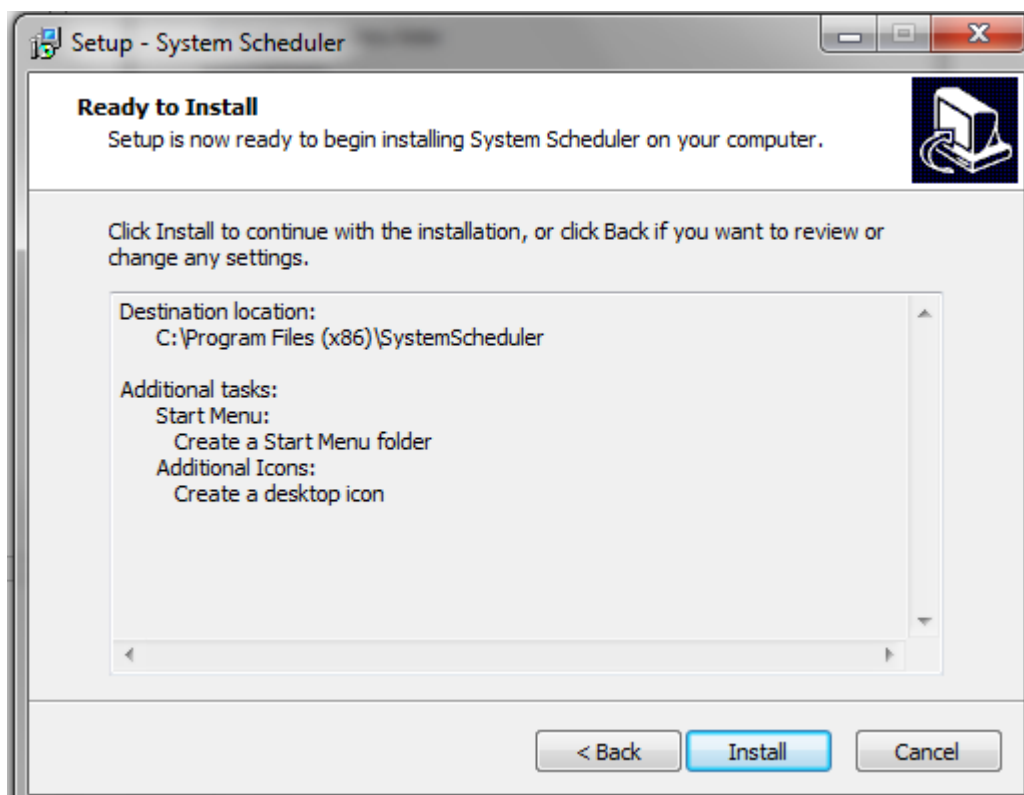 Setup - System Scheduler
Ready to Install
Setup is now ready to begin installing System Scheduler on your computer.
Click Install to continue with the installation, or click Back if you want to review or
change any settings.
Destination location:
C:\Program Files (x86)\SystemScheduler
Additional tasks:
Start Menu:
Create a Start Menu folder
Additional Icons:
Create a desktop icon
< Back Install Cancel